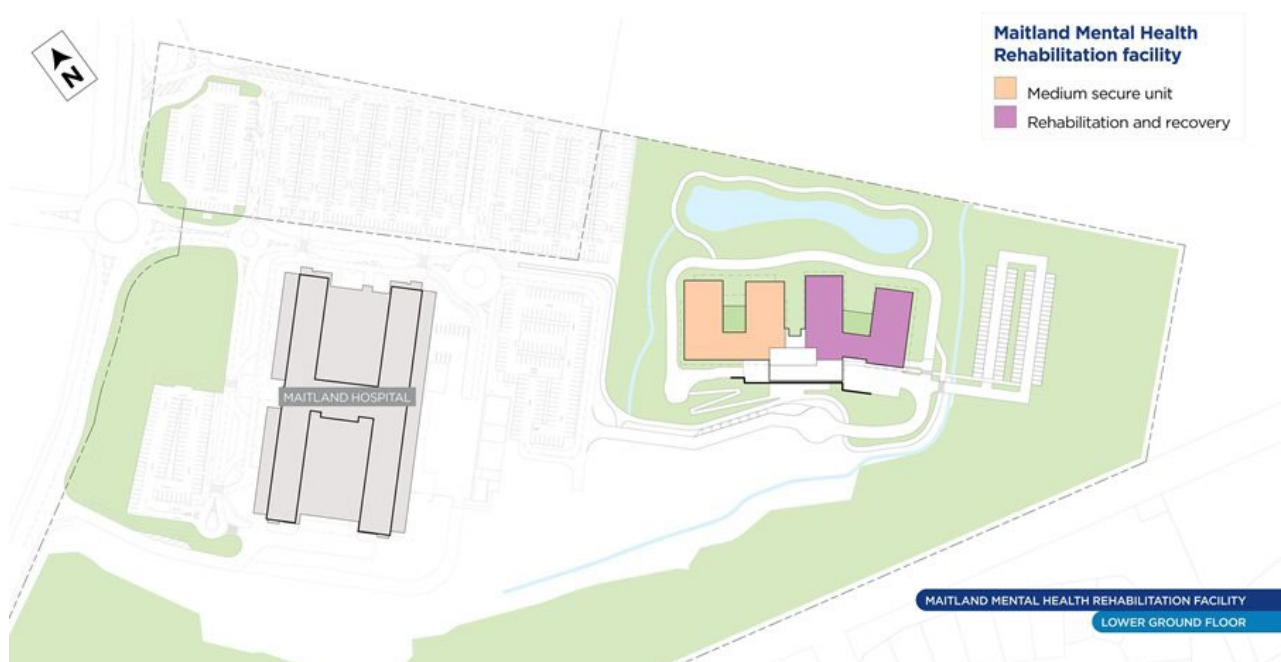 N
Maitland Mental Health
Rehabilitation facility
Medium secure unit
Rehabilitation and recovery
MAITLAND HOSPITAL
MAITLAND MENTAL HEALTH REHABILITATION FACILITY
LOWER GROUND FLOOR